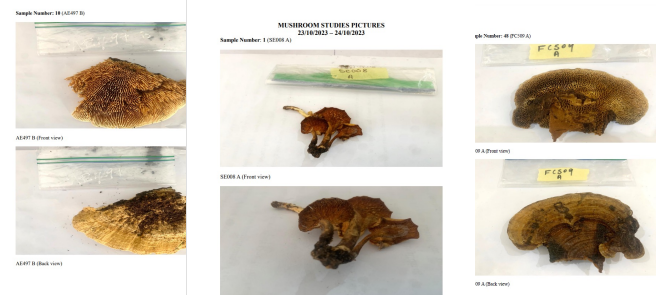 Sample Number: 10 (AE497 B)
AE497 B (Front view)
AE497 B (Back view)
MUSHROOM STUDIES PICTURES
23/10/2023 – 24/10/2023
Sample Number: 1 (SE008 A)
SE008
A
SE008 A (Front view)
ple Number: 48 (FC509 A)
FC509
A
09 A (Front view)
FC509
A
09 A (Back view)